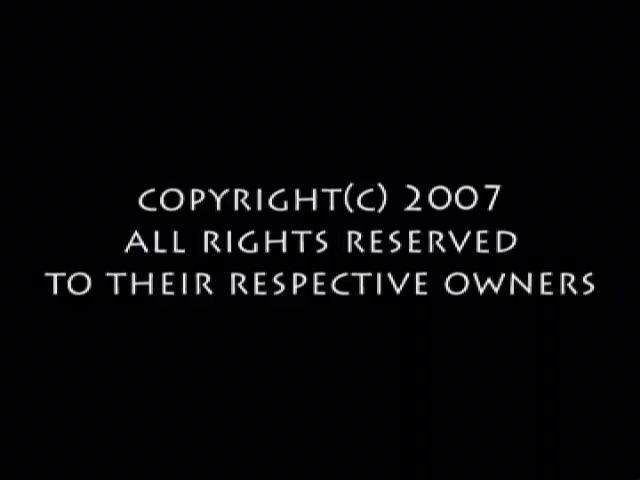 COPYRIGHT(C) 2007
ALL RIGHTS RESERVED
TO THEIR RESPECTIVE OWNERS